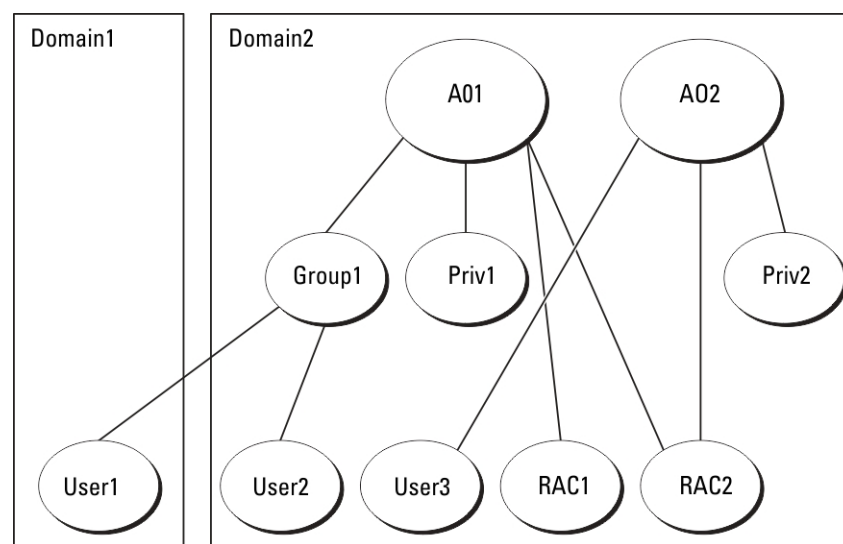 Domain1
Domain2
A01
AO2
Group1
Priv1
Priv2
User1
User2
User3
RAC1
RAC2